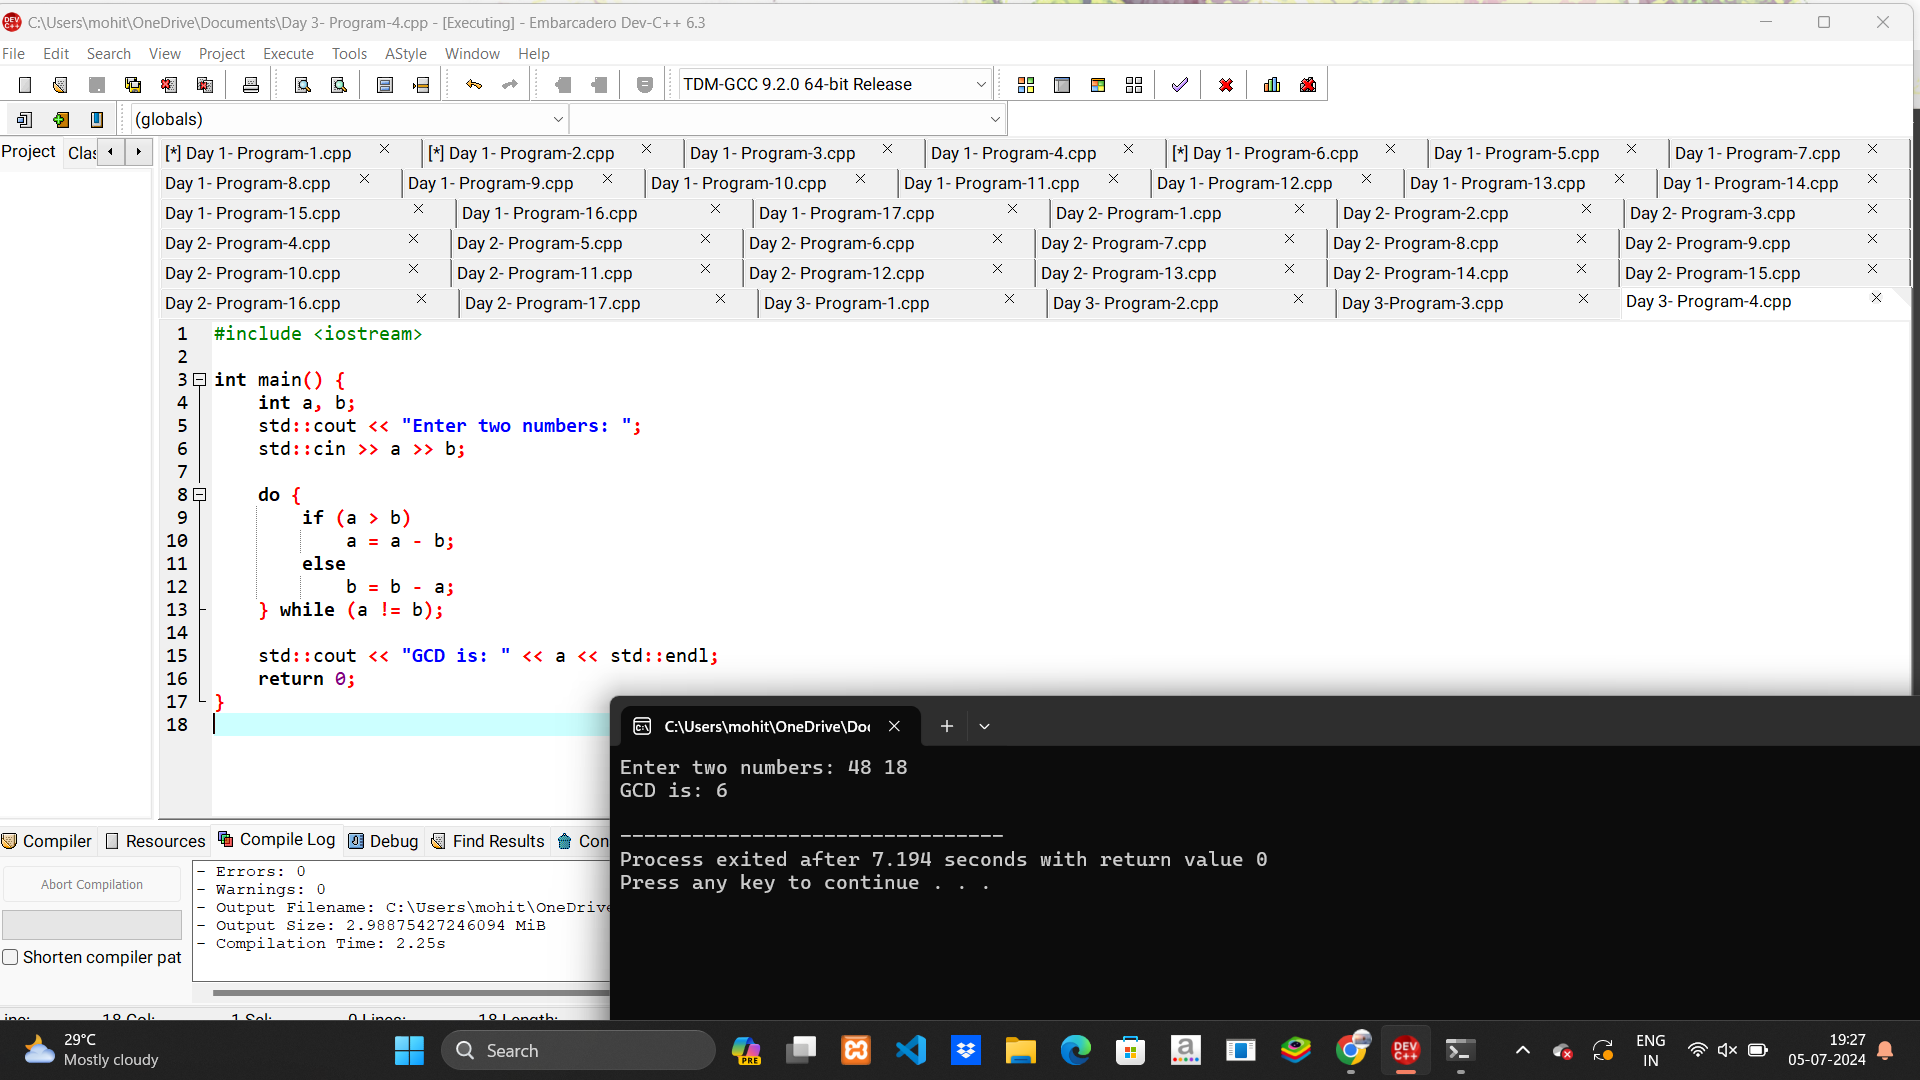 C:\Users\mohit\OneDrive\Documents\Day 3- Program-4.cpp - [Executing] - Embarcadero Dev-C++ 6.3
File Edit Search View Project Execute Tools AStyle Window Help
TDM-GCC 9.2.0 64-bit Release
(globals)
Project Clas
[*] Day 1- Program-1.cpp [*] Day 1- Program-2.cpp Day 1- Program-3.cpp Day 1- Program-4.cpp [*] Day 1- Program-6.cpp Day 1- Program-5.cpp Day 1- Program-7.cpp
Day 1- Program-8.cpp Day 1- Program-9.cpp Day 1- Program-10.cpp Day 1- Program-11.cpp Day 1- Program-12.cpp Day 1- Program-13.cpp Day 1- Program-14.cpp
Day 1- Program-15.cpp Day 1- Program-16.cpp Day 1- Program-17.cpp Day 2- Program-1.cpp Day 2- Program-2.cpp Day 2- Program-3.cpp
Day 2- Program-4.cpp Day 2- Program-5.cpp Day 2- Program-6.cpp Day 2- Program-7.cpp Day 2- Program-8.cpp Day 2- Program-9.cpp
Day 2- Program-10.cpp Day 2- Program-11.cpp Day 2- Program-12.cpp Day 2- Program-13.cpp Day 2- Program-14.cpp Day 2- Program-15.cpp
Day 2- Program-16.cpp Day 2- Program-17.cpp Day 3- Program-1.cpp Day 3- Program-2.cpp Day 3-Program-3.cpp Day 3- Program-4.cpp
1 #include <iostream>
2
3 int main() {
4 int a, b;
5 std::cout << "Enter two numbers: ";
6 std::cin >> a >> b;
7
8 do {
9 if (a > b)
10 a = a - b;
11 else
12 b = b - a;
13 } while (a != b);
14
15 std::cout << "GCD is: " << a << std::endl;
16 return 0;
17 }
18
C:\Users\mohit\OneDrive\Doc
Enter two numbers: 48 18
GCD is: 6
--------------------------------
Process exited after 7.194 seconds with return value 0
Press any key to continue . . .
Compiler Resources Compile Log Debug Find Results Con
Abort Compilation
Shorten compiler pat
- Errors: 0
- Warnings: 0
- Output Filename: C:\Users\mohit\OneDrive
- Output Size: 2.98875427246094 MiB
- Compilation Time: 2.25s
18 Col: 1 Sel: 0 Lines: 18 Length:
29°C
Mostly cloudy
Search
PRE
DEV C++
ENG
IN
19:27
05-07-2024